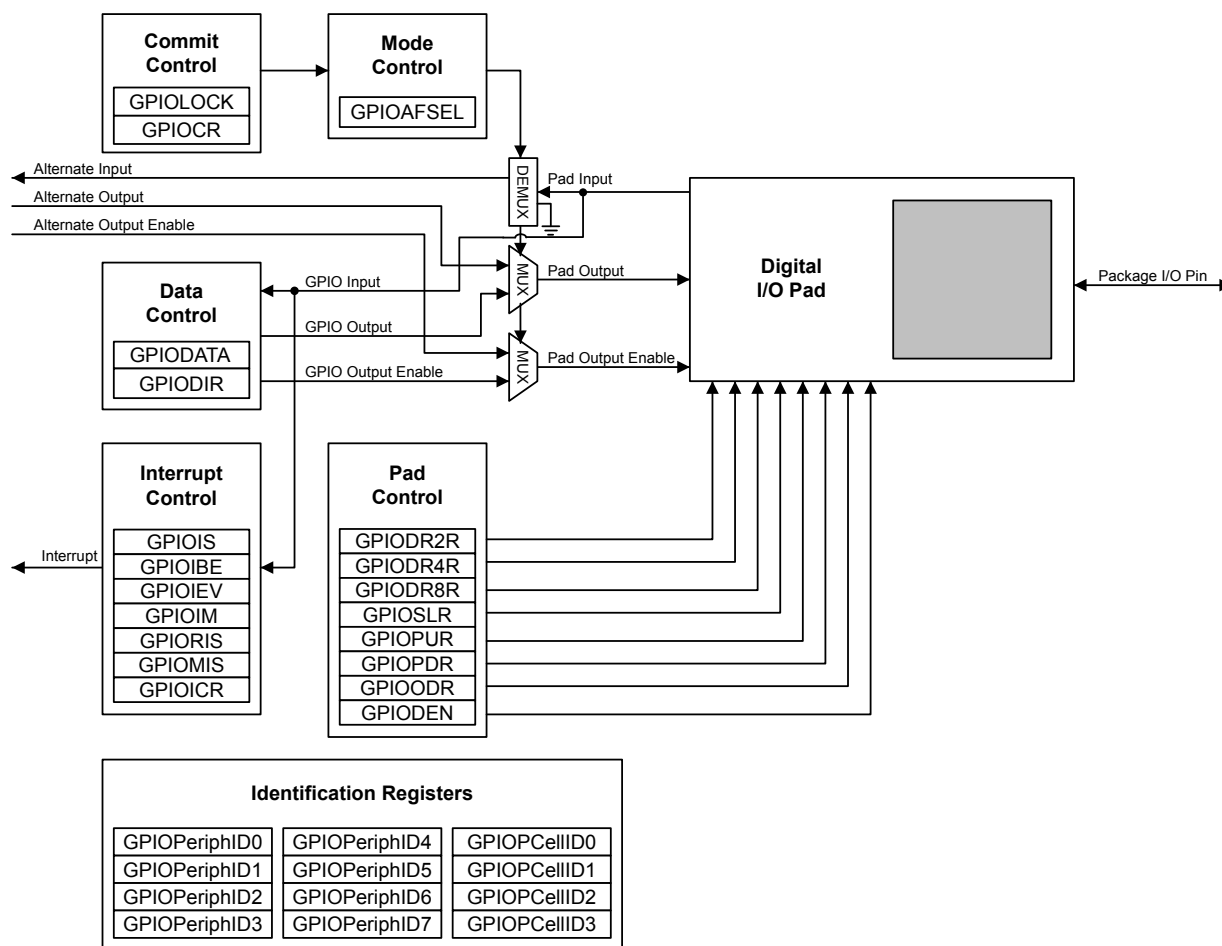 Commit
Control
GPIOLOCK
GPIOCR
Mode
Control
GPIOAFSEL
Alternate Input
Alternate Output
Alternate Output Enable
DEMUX
Pad Input
MUX
Pad Output
MUX
Pad Output Enable
Digital
I/O Pad
Package I/O Pin
Data
Control
GPIODATA
GPIODIR
GPIO Input
GPIO Output
GPIO Output Enable
Interrupt
Control
GPIOIS
GPIOIBE
GPIOIEV
GPIOIM
GPIORIS
GPIOMIS
GPIOICR
Interrupt
Pad
Control
GPIODR2R
GPIODR4R
GPIODR8R
GPIOSLR
GPIOPUR
GPIOPDR
GPIOODR
GPIODEN
Identification Registers
GPIOPeriphID0
GPIOPeriphID1
GPIOPeriphID2
GPIOPeriphID3
GPIOPeriphID4
GPIOPeriphID5
GPIOPeriphID6
GPIOPeriphID7
GPIOPCellID0
GPIOPCellID1
GPIOPCellID2
GPIOPCellID3